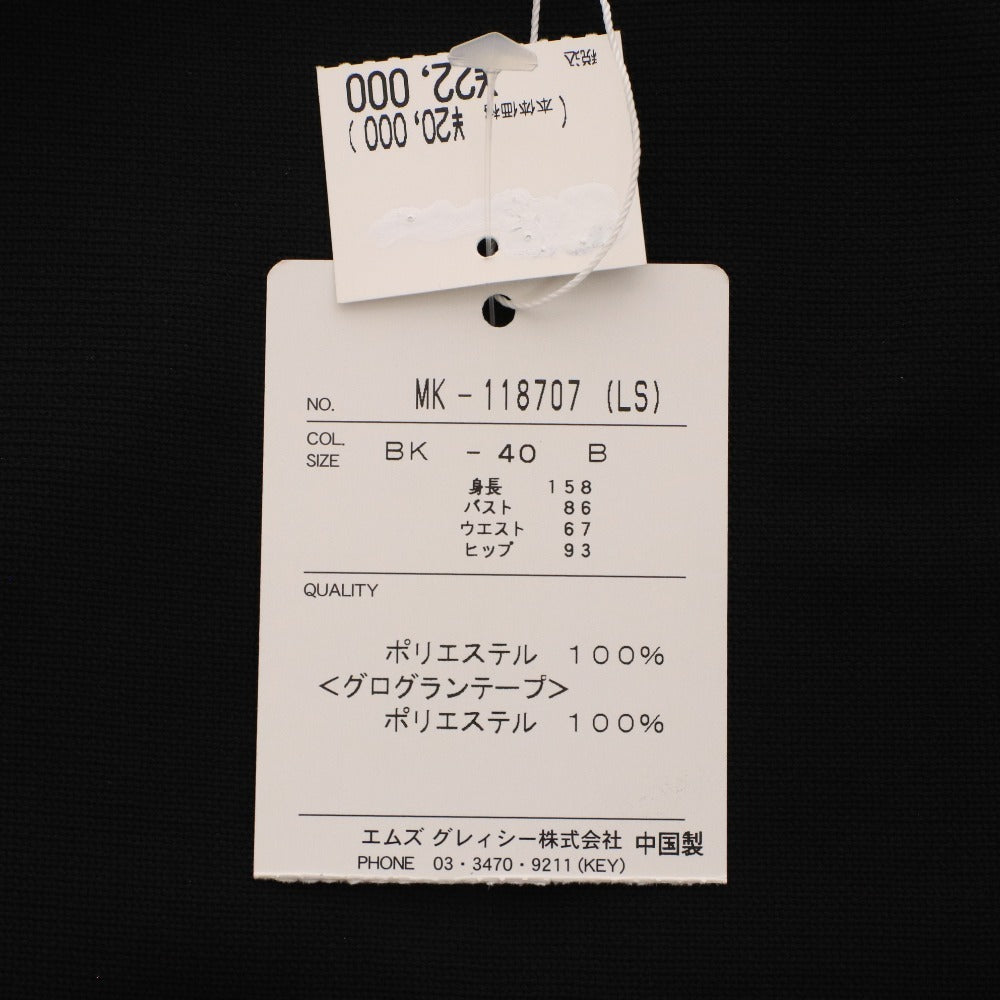 税込
¥22,000
(本体価格 ¥20,000)
NO. MK-118707 (LS)
COL. SIZE BK - 40 B
身長 158
バスト 86
ウエスト 67
ヒップ 93
QUALITY
ポリエステル 100%
<グログランテープ>
ポリエステル 100%
エムズ グレィシー株式会社 中国製
PHONE 03・3470・9211 (KEY)